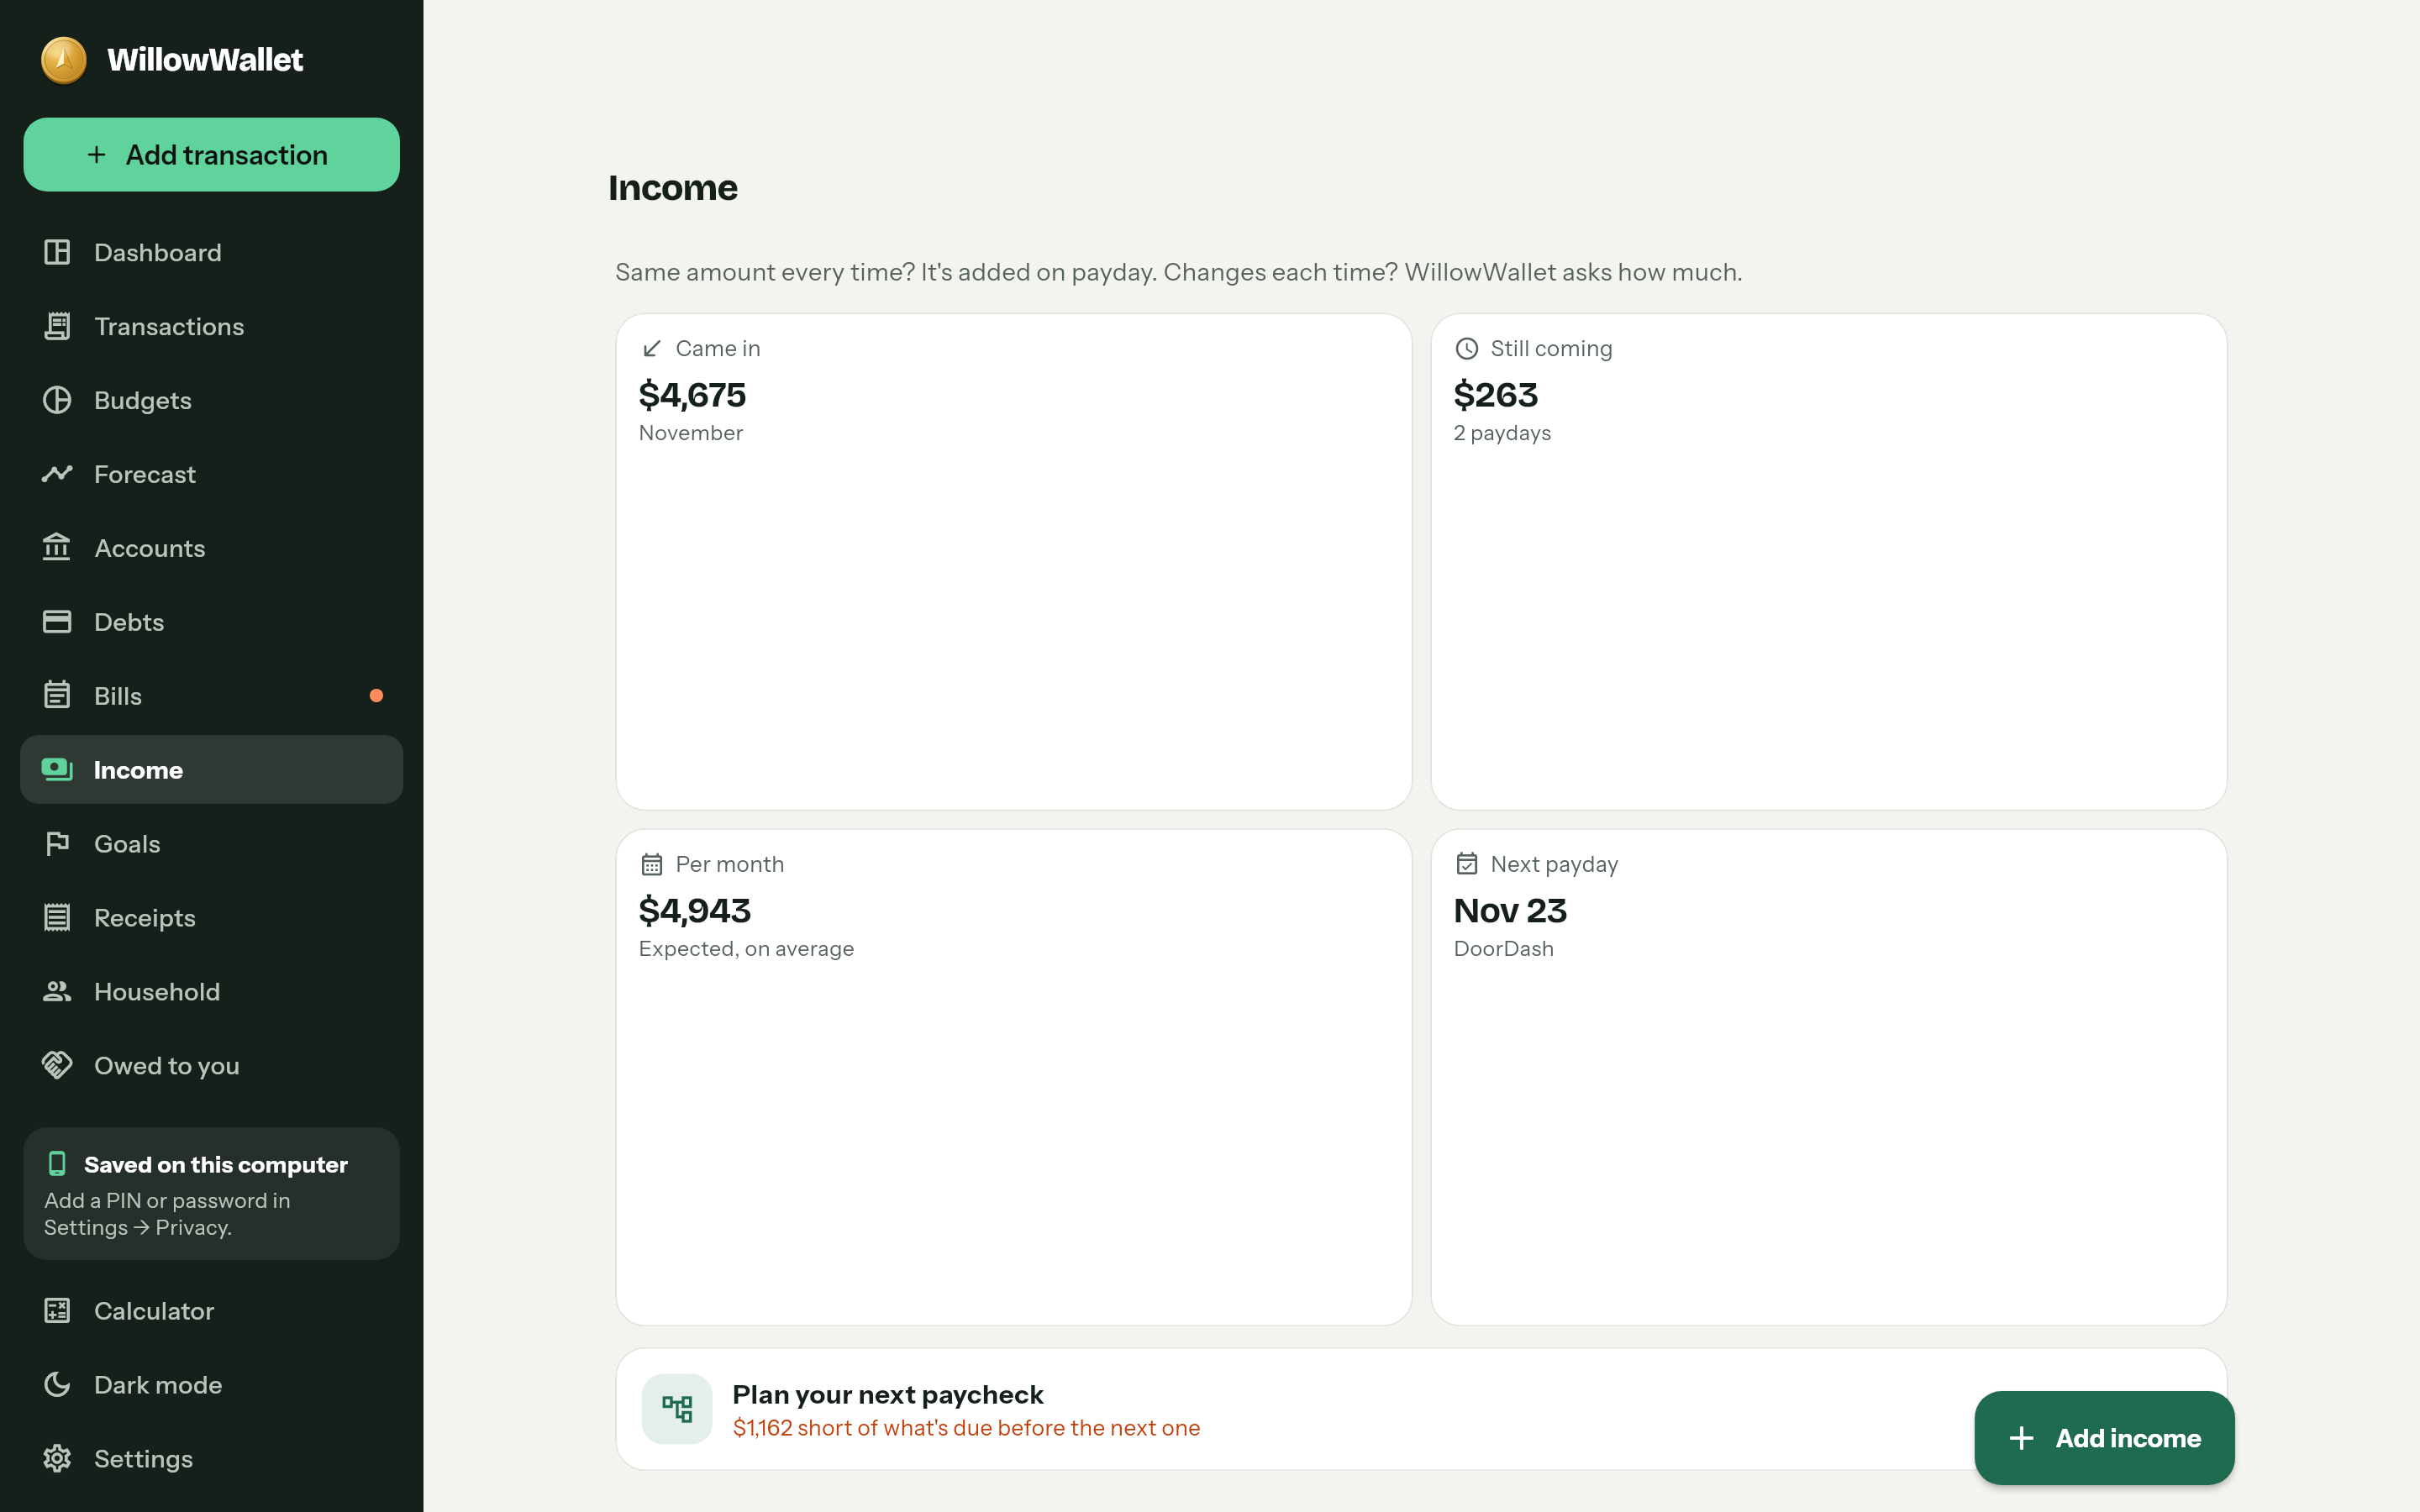 WillowWallet
Add transaction
Dashboard
Transactions
Budgets
Forecast
Accounts
Debts
Bills
Income
Goals
Receipts
Household
Owed to you
Saved on this computer
Add a PIN or password in
Settings → Privacy.
Calculator
Dark mode
Settings
Income
Same amount every time? It's added on payday. Changes each time? WillowWallet asks how much.
Came in
$4,675
November
Still coming
$263
2 paydays
Per month
$4,943
Expected, on average
Next payday
Nov 23
DoorDash
Plan your next paycheck
$1,162 short of what's due before the next one
Add income